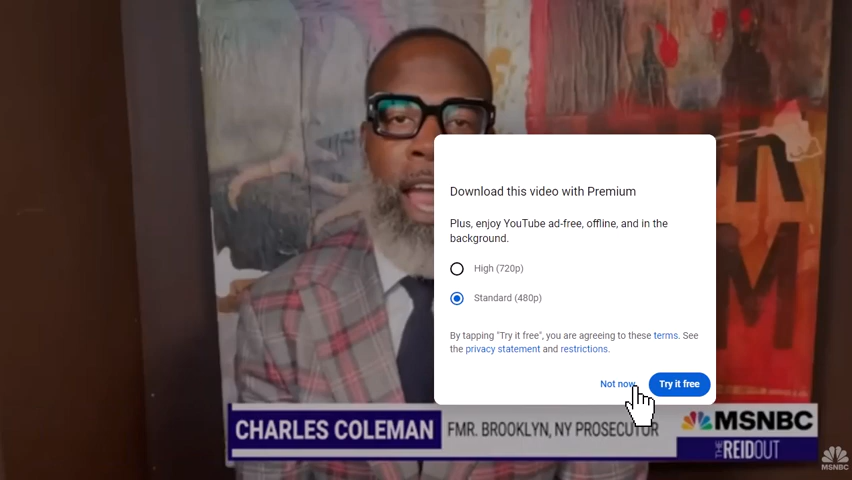 Download this video with Premium
Plus, enjoy YouTube ad-free, offline, and in the
background.
High (720p)
Standard (480p)
By tapping "Try it free", you are agreeing to these terms. See
the privacy statement and restrictions.
Not now
Try it free
CHARLES COLEMAN
FMR. BROOKLYN, NY PROSECUTOR
MSNBC
THE REIDOUT
MSNBC